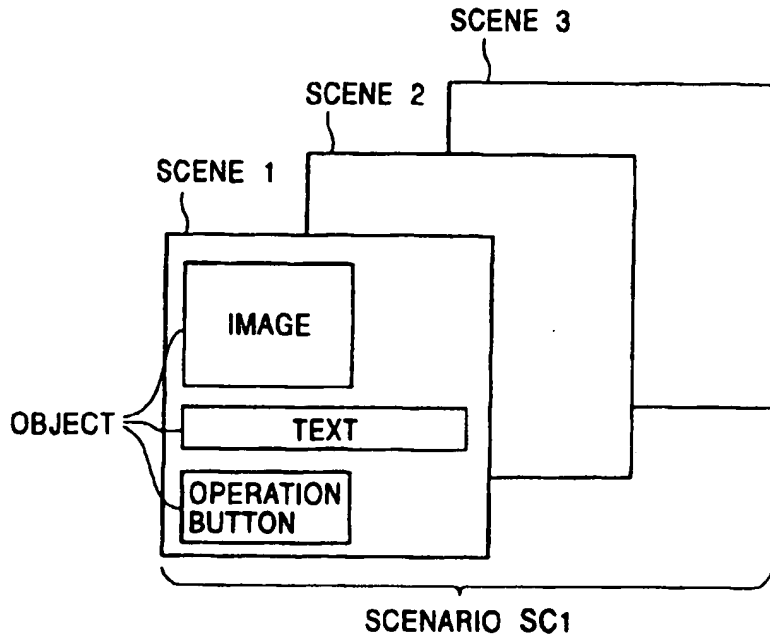 SCENE 3
SCENE 2
SCENE 1
IMAGE
OBJECT
TEXT
OPERATION
BUTTON
SCENARIO SC1